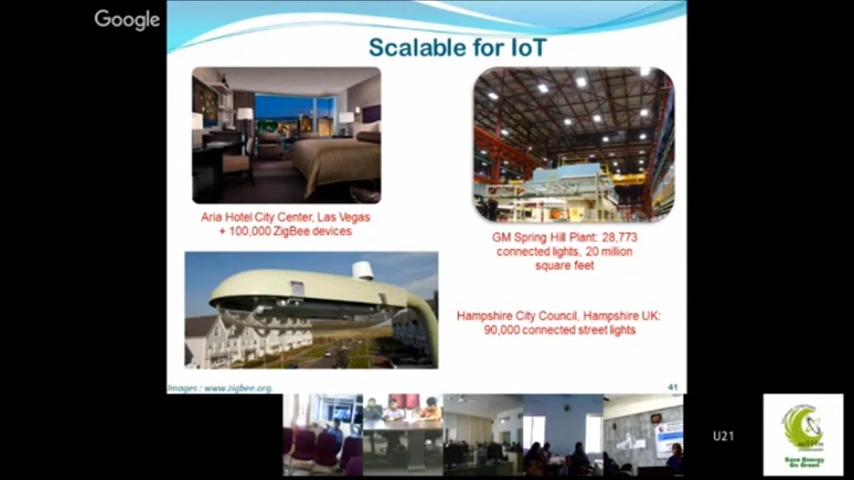 Google
Scalable for IoT
Aria Hotel City Center, Las Vegas
+ 100,000 ZigBee devices
GM Spring Hill Plant: 28,773
connected lights, 20 million
square feet
Hampshire City Council, Hampshire UK:
90,000 connected street lights
Images : www.zigbee.org.
41
U21
Save Energy
Go Green